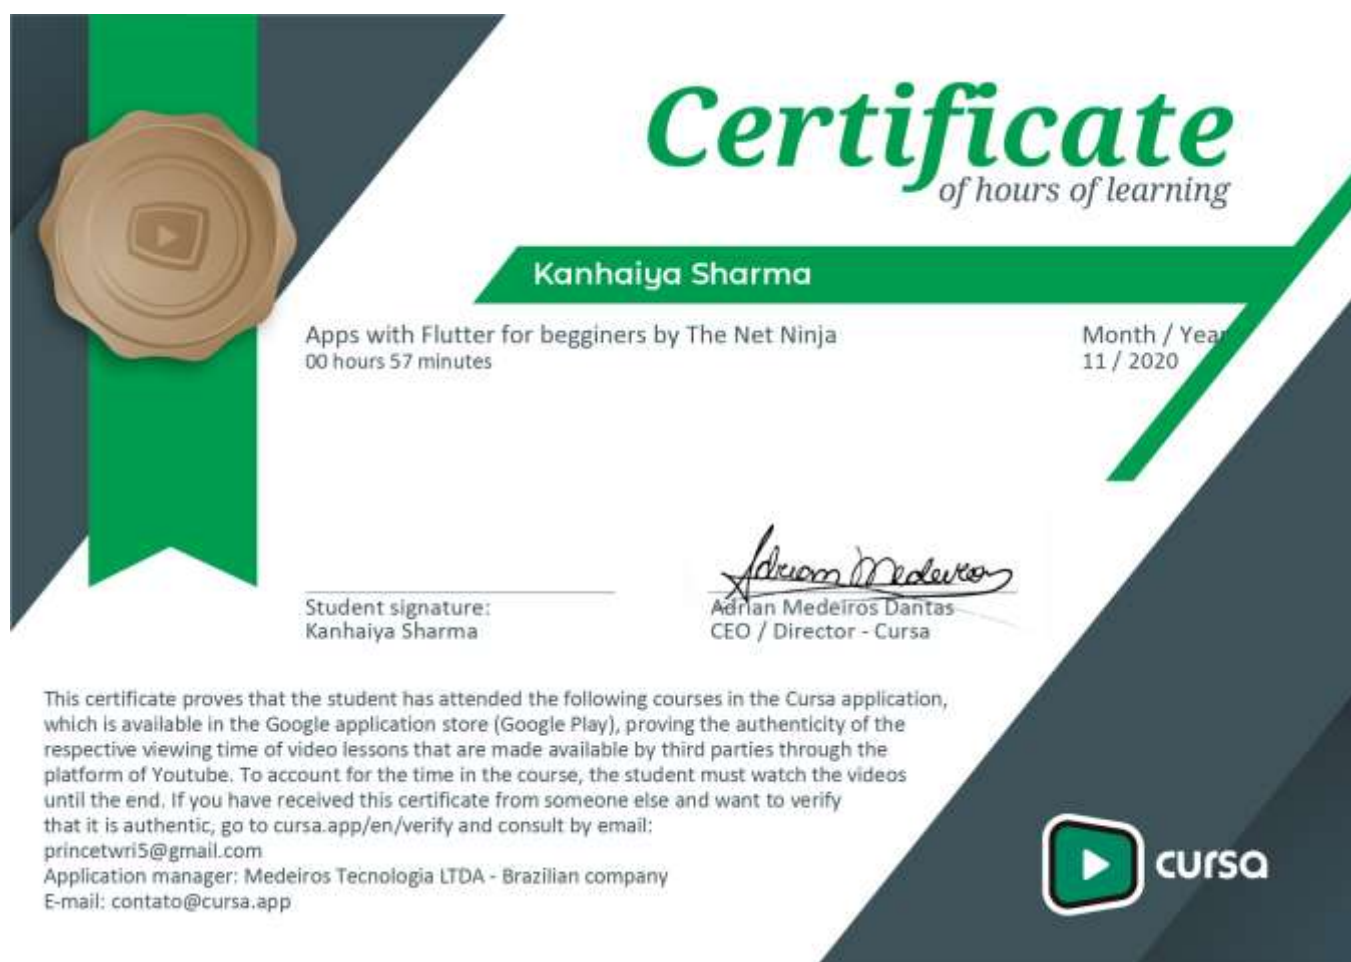 Certificate
of hours of learning
Kanhaiya Sharma
Apps with Flutter for begginers by The Net Ninja
00 hours 57 minutes
Month / Year
11 / 2020
Adriam Medeiros
Student signature:
Kanhaiya Sharma
Adrian Medeiros Dantas
CEO / Director - Cursa
This certificate proves that the student has attended the following courses in the Cursa application,
which is available in the Google application store (Google Play), proving the authenticity of the
respective viewing time of video lessons that are made available by third parties through the
platform of Youtube. To account for the time in the course, the student must watch the videos
until the end. If you have received this certificate from someone else and want to verify
that it is authentic, go to cursa.app/en/verify and consult by email:
princetwri5@gmail.com
Application manager: Medeiros Tecnologia LTDA - Brazilian company
E-mail: contato@cursa.app
cursa